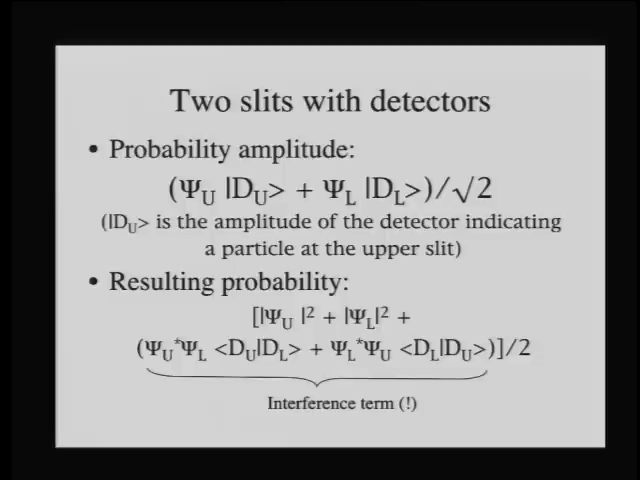 Two slits with detectors
• Probability amplitude:
(Ψ_U |D_U> + Ψ_L |D_L>)/√2
(|D_U> is the amplitude of the detector indicating
a particle at the upper slit)
• Resulting probability:
[|Ψ_U |² + |Ψ_L|² +
(Ψ_U*Ψ_L <D_U|D_L> + Ψ_L*Ψ_U <D_L|D_U>)]/2
Interference term (!)